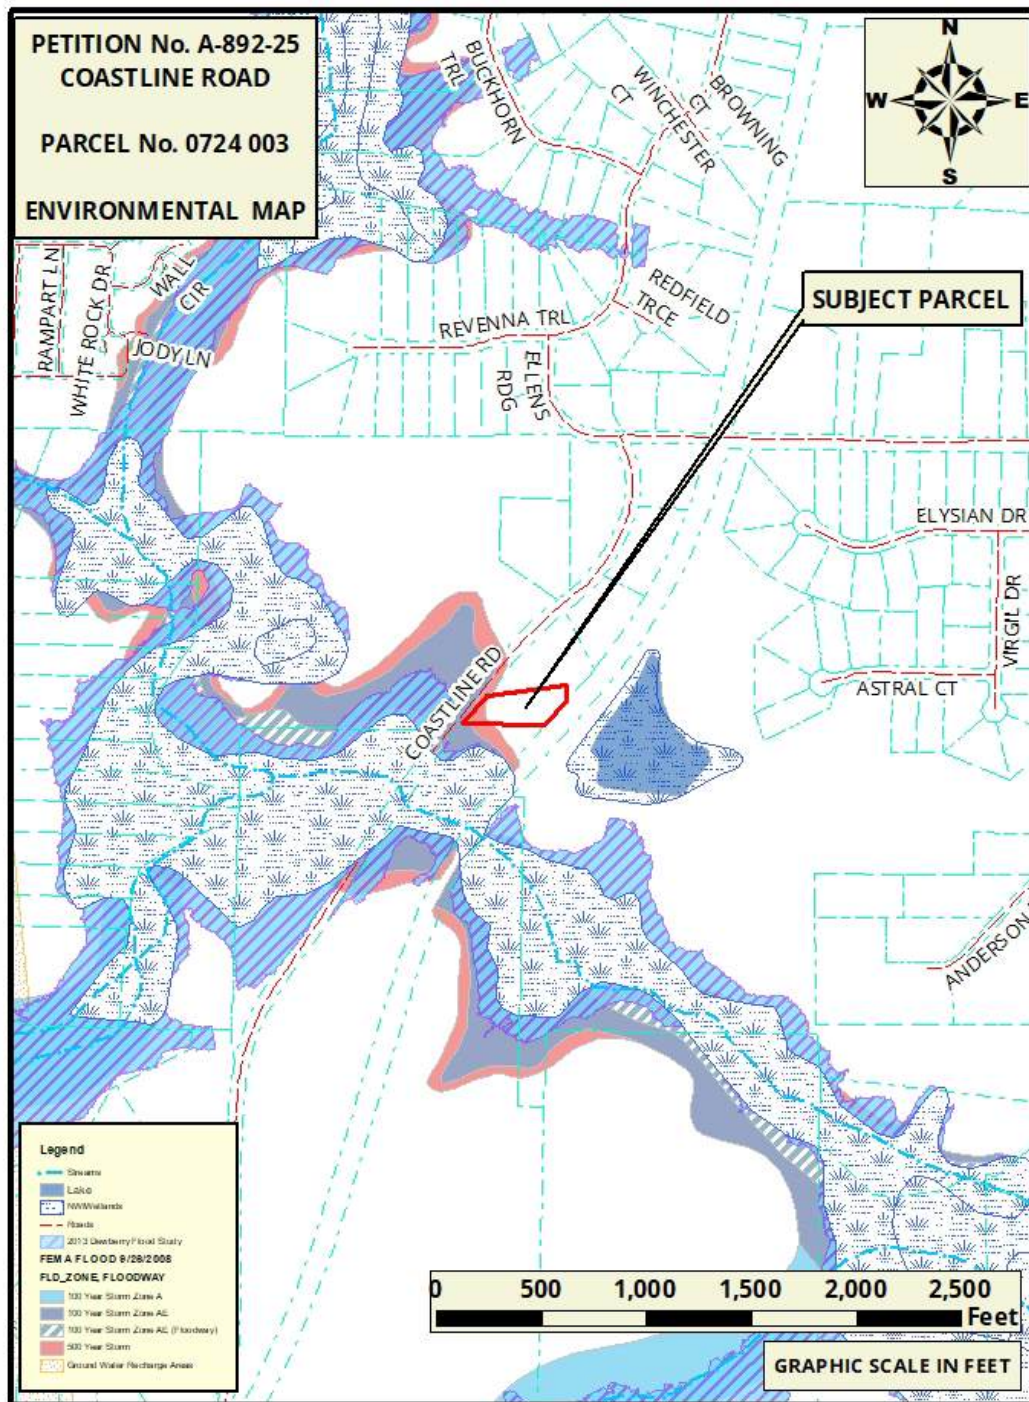 PETITION No. A-892-25
COASTLINE ROAD
PARCEL No. 0724 003
ENVIRONMENTAL MAP
N
W
E
S
BUCKHORN
TRL
WINCHESTER
CT
BROWNING
CT
RAMPART LN
WHITE ROCK DR
WALL
CIR
JODY LN
REVENNA TRL
REDFIELD
TRCE
ELLENS
RDG
SUBJECT PARCEL
ELYSIAN DR
VIRGIL DR
ASTRAL CT
COASTLINE RD
ANDERSON
Legend
Streams
Lake
NWIWetlands
Roads
2013 Dewberry Flood Study
FEMA FLOOD 9/26/2008
FLD_ZONE, FLOODWAY
100 Year Storm Zone A
100 Year Storm Zone AE
100 Year Storm Zone AE (Floodway)
500 Year Storm
Ground Water Recharge Areas
0 500 1,000 1,500 2,000 2,500
Feet
GRAPHIC SCALE IN FEET